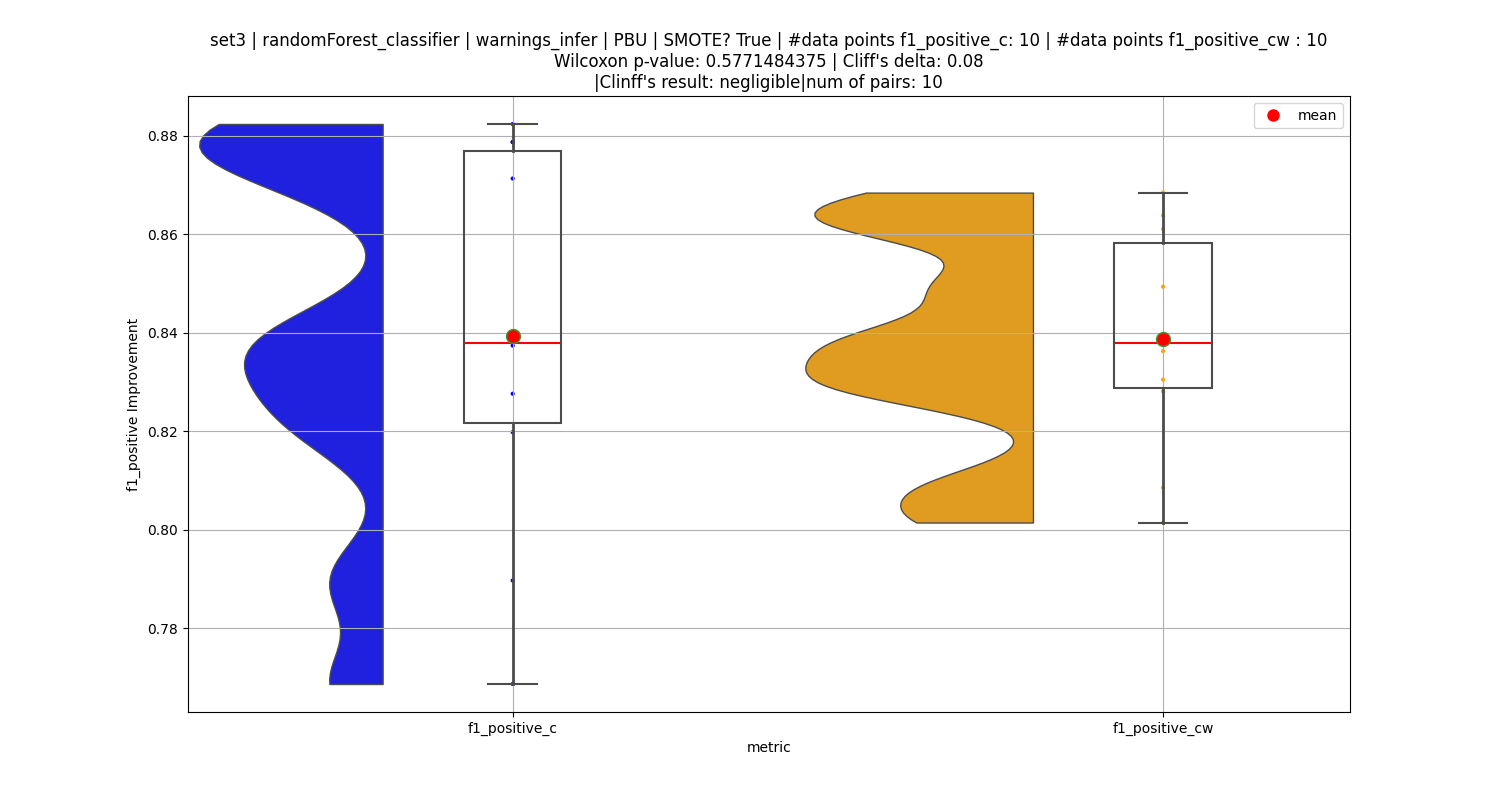 set3 | randomForest_classifier | warnings_infer | PBU | SMOTE? True | #data points f1_positive_c: 10 | #data points f1_positive_cw : 10
Wilcoxon p-value: 0.5771484375 | Cliff's delta: 0.08
|Clinff's result: negligible|num of pairs: 10
mean
0.88
0.86
0.84
0.82
0.80
0.78
f1_positive Improvement
f1_positive_c
f1_positive_cw
metric